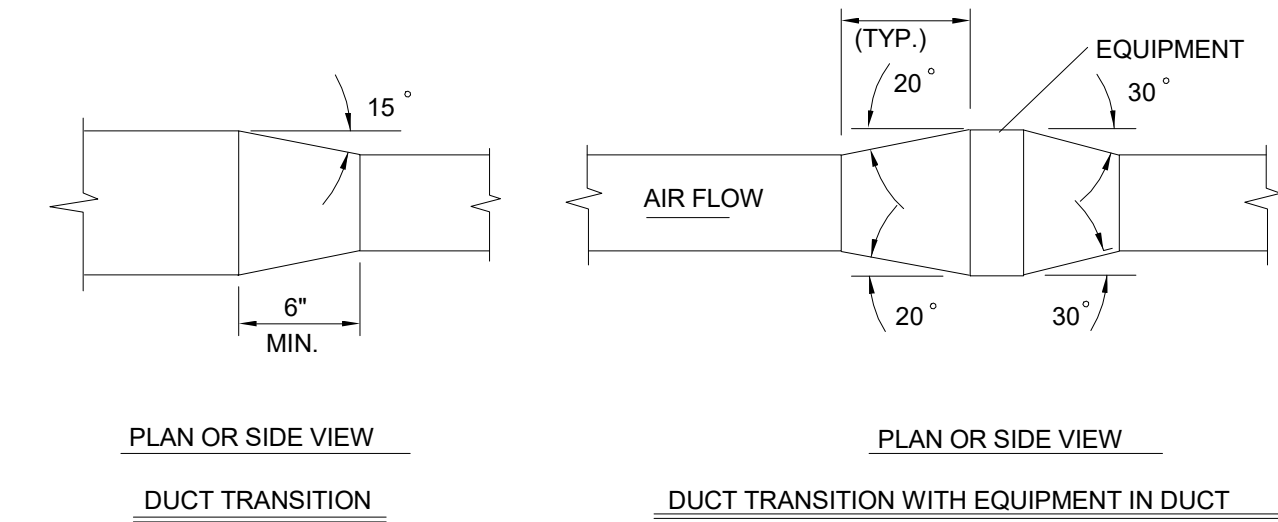 15°
6"
MIN.
PLAN OR SIDE VIEW
DUCT TRANSITION
(TYP.)
EQUIPMENT
20°
30°
AIR FLOW
20°
30°
PLAN OR SIDE VIEW
DUCT TRANSITION WITH EQUIPMENT IN DUCT